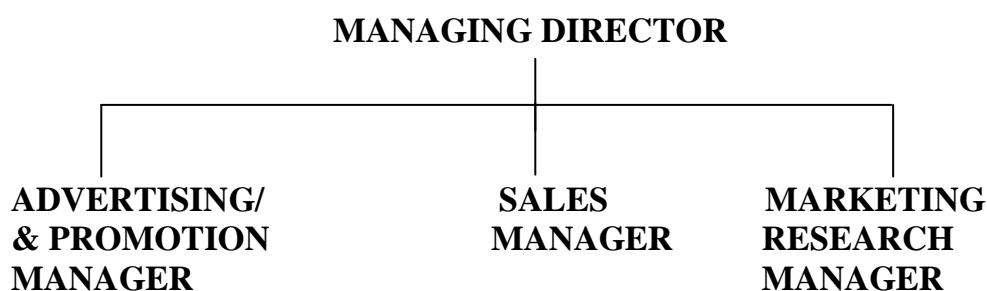 MANAGING DIRECTOR
ADVERTISING/
& PROMOTION
MANAGER
SALES
MANAGER
MARKETING
RESEARCH
MANAGER